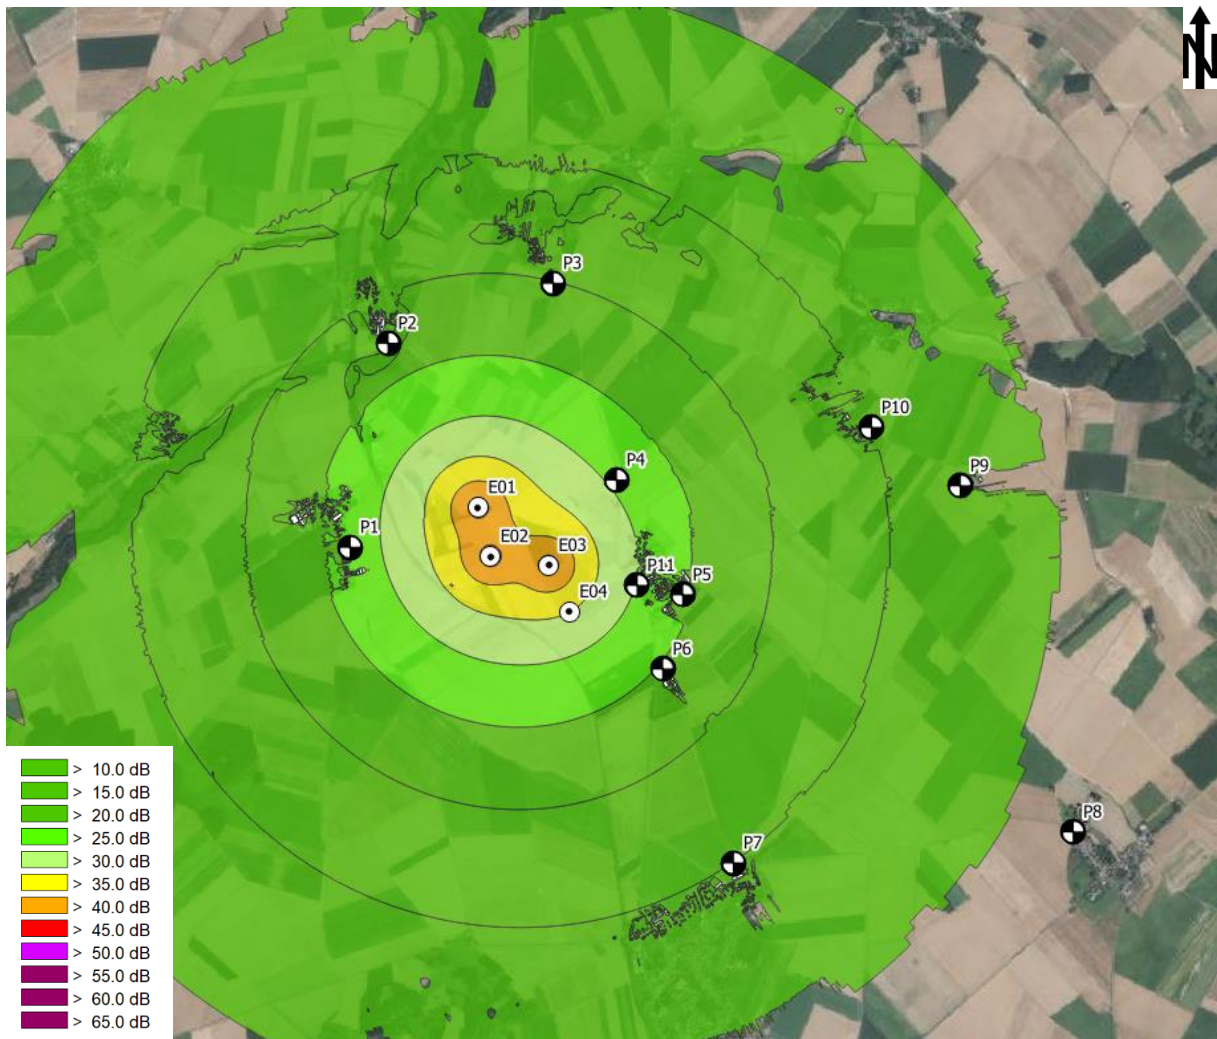 N
P3
P2
P10
P4
P9
E01
P1
E02
E03
P11
P5
E04
P6
P7
P8
> 10.0 dB
> 15.0 dB
> 20.0 dB
> 25.0 dB
> 30.0 dB
> 35.0 dB
> 40.0 dB
> 45.0 dB
> 50.0 dB
> 55.0 dB
> 60.0 dB
> 65.0 dB